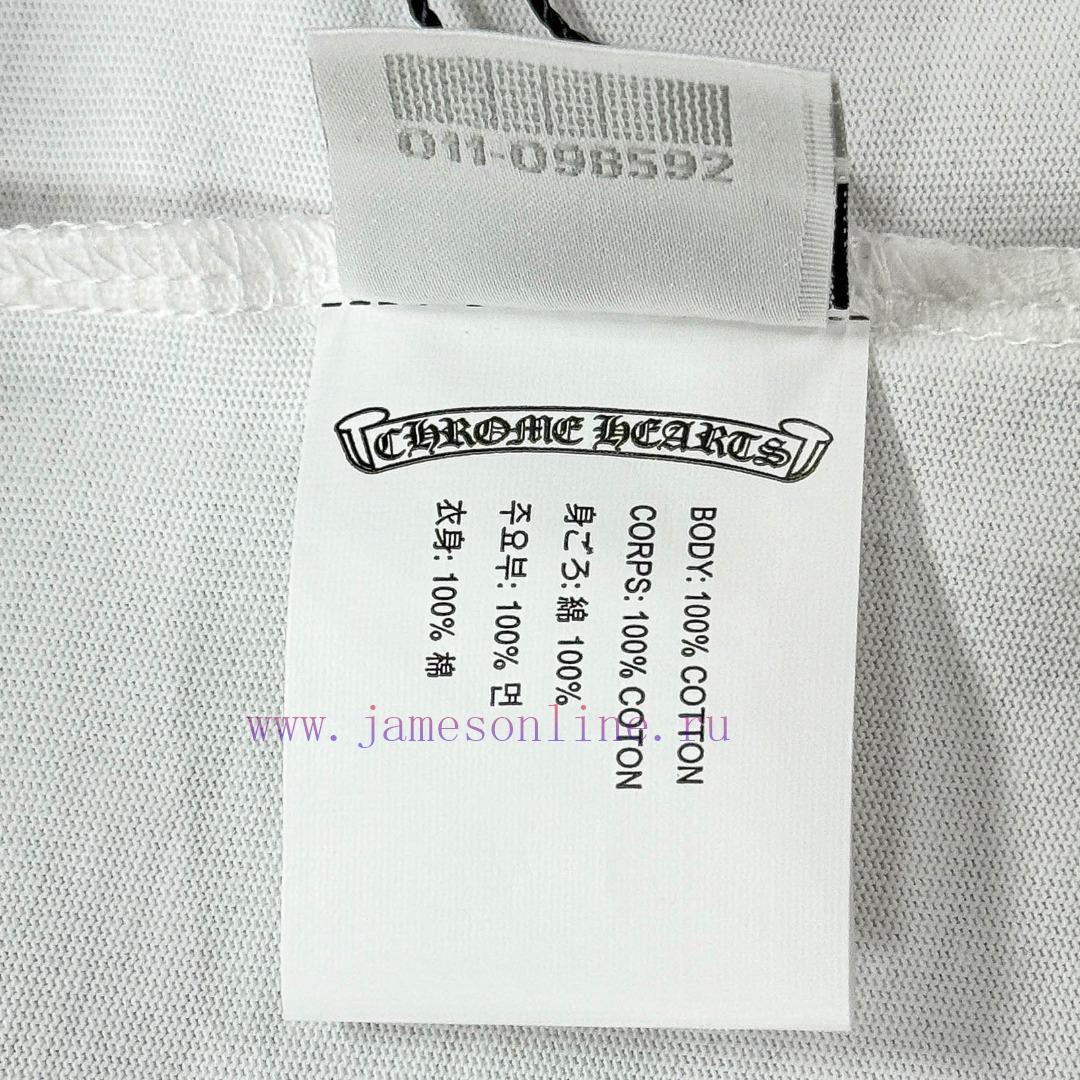 011-098592
CHROME HEARTS
BODY: 100% COTTON
CORPS: 100% COTTON
身ごろ: 綿 100%
주요부: 100% 면
衣身: 100% 棉
www.jamesonline.ru